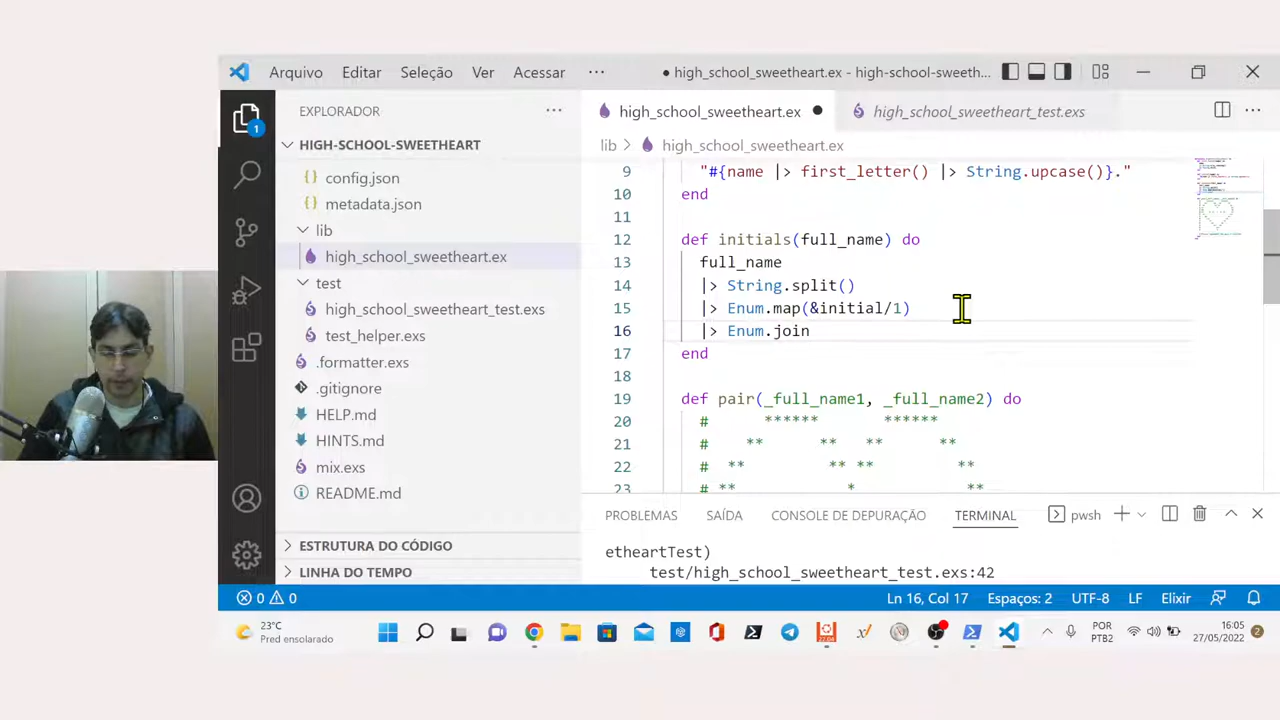 Arquivo Editar Seleção Ver Acessar ··· ● high_school_sweetheart.ex - high-school-sweeth...
EXPLORADOR ···
HIGH-SCHOOL-SWEETHEART
{} config.json
{} metadata.json
lib
high_school_sweetheart.ex
test
high_school_sweetheart_test.exs
test_helper.exs
.formatter.exs
.gitignore
HELP.md
HINTS.md
mix.exs
README.md
ESTRUTURA DO CÓDIGO
LINHA DO TEMPO
1
high_school_sweetheart.ex ●
high_school_sweetheart_test.exs
lib > high_school_sweetheart.ex
9 "#{name |> first_letter() |> String.upcase()}."
10 end
11
12 def initials(full_name) do
13 full_name
14 |> String.split()
15 |> Enum.map(&initial/1)
16 |> Enum.join
17 end
18
19 def pair(_full_name1, _full_name2) do
20 # ****** ******
21 # ** ** ** **
22 # ** ** ** **
23 # ** * **
PROBLEMAS SAÍDA CONSOLE DE DEPURAÇÃO TERMINAL pwsh
etheartTest)
test/high_school_sweetheart_test.exs:42
0 0 Ln 16, Col 17 Espaços: 2 UTF-8 LF Elixir
23°C
Pred ensolarado
POR
PTB2
16:05
27/05/2022
2